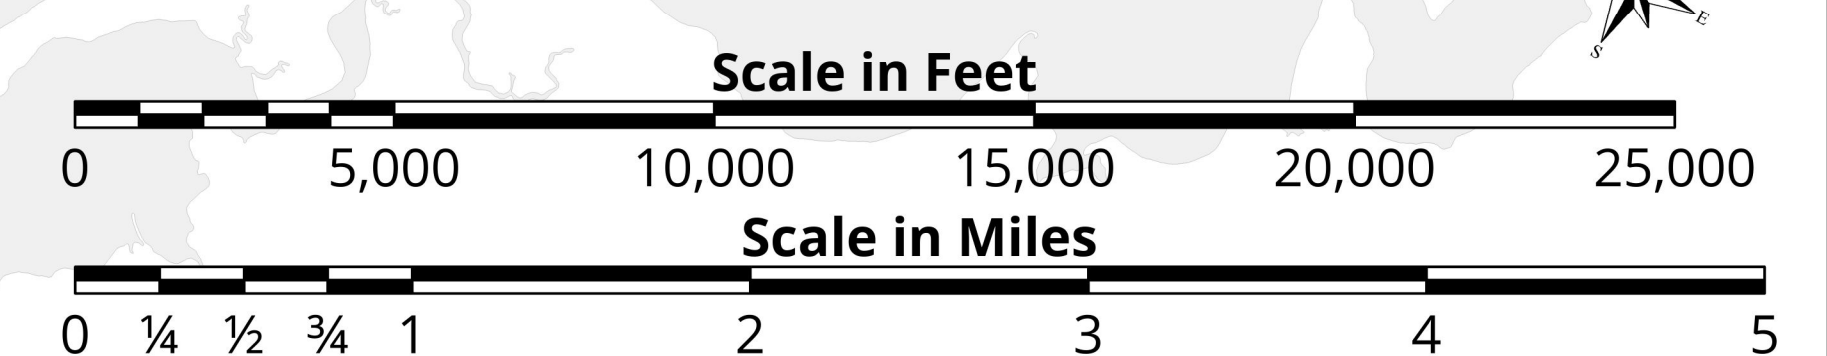 E
S
Scale in Feet
0 5,000 10,000 15,000 20,000 25,000
Scale in Miles
0 ¼ ½ ¾ 1 2 3 4 5